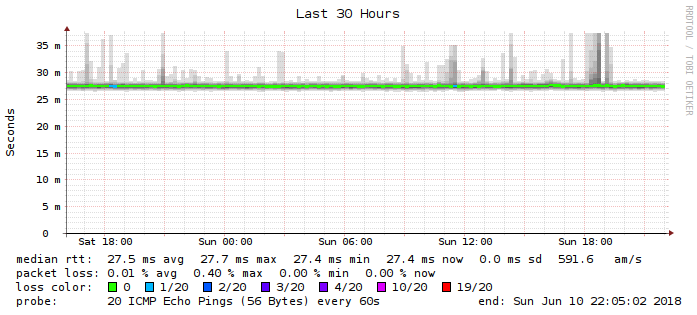 Last 30 Hours
RRDTOOL / TOBI OETIKER
Seconds
35 m
30 m
25 m
20 m
15 m
10 m
5 m
0
Sat 18:00 Sun 00:00 Sun 06:00 Sun 12:00 Sun 18:00
median rtt: 27.5 ms avg 27.7 ms max 27.4 ms min 27.4 ms now 0.0 ms sd 591.6 am/s
packet loss: 0.01 % avg 0.40 % max 0.00 % min 0.00 % now
loss color: 0 1/20 2/20 3/20 4/20 10/20 19/20
probe: 20 ICMP Echo Pings (56 Bytes) every 60s end: Sun Jun 10 22:05:02 2018